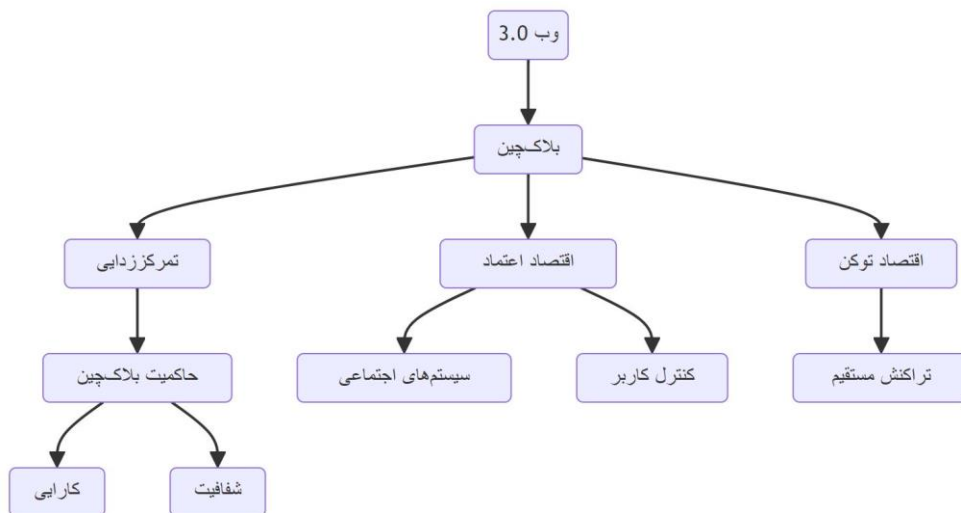 وب 3.0
بلاک‌چین
تمرکززدایی
اقتصاد اعتماد
اقتصاد توکن
حاکمیت بلاک‌چین
سیستم‌های اجتماعی
کنترل کاربر
تراکنش مستقیم
کارایی
شفافیت